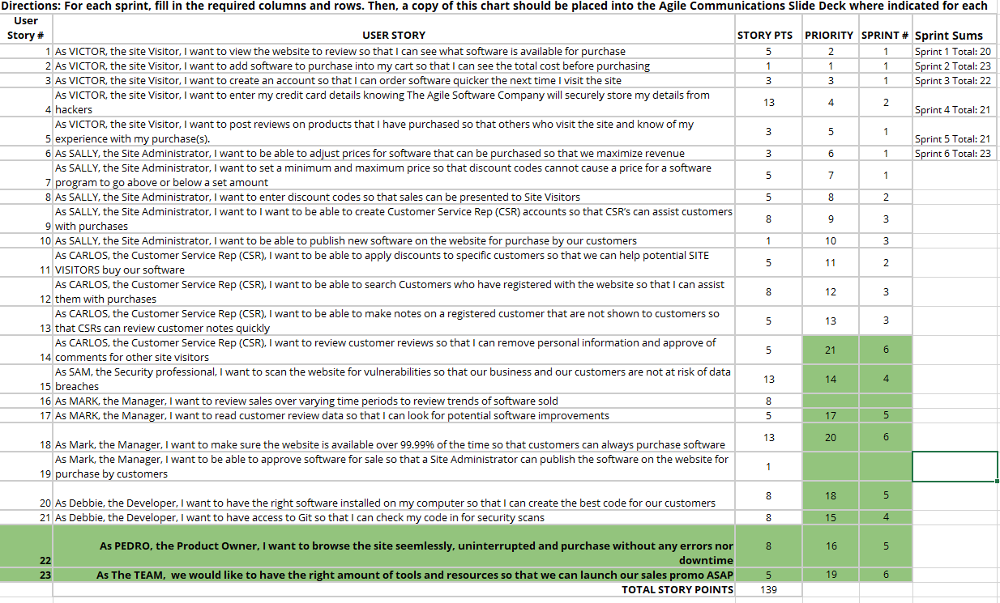 Directions: For each sprint, fill in the required columns and rows. Then, a copy of this chart should be placed into the Agile Communications Slide Deck where indicated for each
User
Story # USER STORY STORY PTS PRIORITY SPRINT # Sprint Sums
1 As VICTOR, the site Visitor, I want to view the website to review so that I can see what software is available for purchase 5 2 1 Sprint 1 Total: 20
2 As VICTOR, the site Visitor, I want to add software to purchase into my cart so that I can see the total cost before purchasing 1 1 1 Sprint 2 Total: 23
3 As VICTOR, the site Visitor, I want to create an account so that I can order software quicker the next time I visit the site 3 3 1 Sprint 3 Total: 22
As VICTOR, the site Visitor, I want to enter my credit card details knowing The Agile Software Company will securely store my details from
4 hackers 13 4 2 Sprint 4 Total: 21
As VICTOR, the site Visitor, I want to post reviews on products that I have purchased so that others who visit the site and know of my
5 experience with my purchase(s). 3 5 1 Sprint 5 Total: 21
6 As SALLY, the Site Administrator, I want to be able to adjust prices for software that can be purchased so that we maximize revenue 3 6 1 Sprint 6 Total: 23
As SALLY, the Site Administrator, I want to set a minimum and maximum price so that discount codes cannot cause a price for a software
7 program to go above or below a set amount 5 7 1
8 As SALLY, the Site Administrator, I want to enter discount codes so that sales can be presented to Site Visitors 5 8 2
As SALLY, the Site Administrator, I want to I want to be able to create Customer Service Rep (CSR) accounts so that CSR's can assist customers
9 with purchases 8 9 3
10 As SALLY, the Site Administrator, I want to be able to publish new software on the website for purchase by our customers 1 10 3
As CARLOS, the Customer Service Rep (CSR), I want to be able to apply discounts to specific customers so that we can help potential SITE
11 VISITORS buy our software 5 11 2
As CARLOS, the Customer Service Rep (CSR), I want to be able to search Customers who have registered with the website so that I can assist
12 them with purchases 8 12 3
As CARLOS, the Customer Service Rep (CSR), I want to be able to make notes on a registered customer that are not shown to customers so
13 that CSRs can review customer notes quickly 5 13 3
As CARLOS, the Customer Service Rep (CSR), I want to review customer reviews so that I can remove personal information and approve of
14 comments for other site visitors 5 21 6
As SAM, the Security professional, I want to scan the website for vulnerabilities so that our business and our customers are not at risk of data
15 breaches 13 14 4
16 As MARK, the Manager, I want to review sales over varying time periods to review trends of software sold 8
17 As MARK, the Manager, I want to read customer review data so that I can look for potential software improvements 5 17 5
18 As Mark, the Manager, I want to make sure the website is available over 99.99% of the time so that customers can always purchase software 13 20 6
As Mark, the Manager, I want to be able to approve software for sale so that a Site Administrator can publish the software on the website for
19 purchase by customers 1
20 As Debbie, the Developer, I want to have the right software installed on my computer so that I can create the best code for our customers 8 18 5
21 As Debbie, the Developer, I want to have access to Git so that I can check my code in for security scans 8 15 4
As PEDRO, the Product Owner, I want to browse the site seemlessly, uninterrupted and purchase without any errors nor
22 downtime 8 16 5
23 As The TEAM, we would like to have the right amount of tools and resources so that we can launch our sales promo ASAP 5 19 6
TOTAL STORY POINTS 139